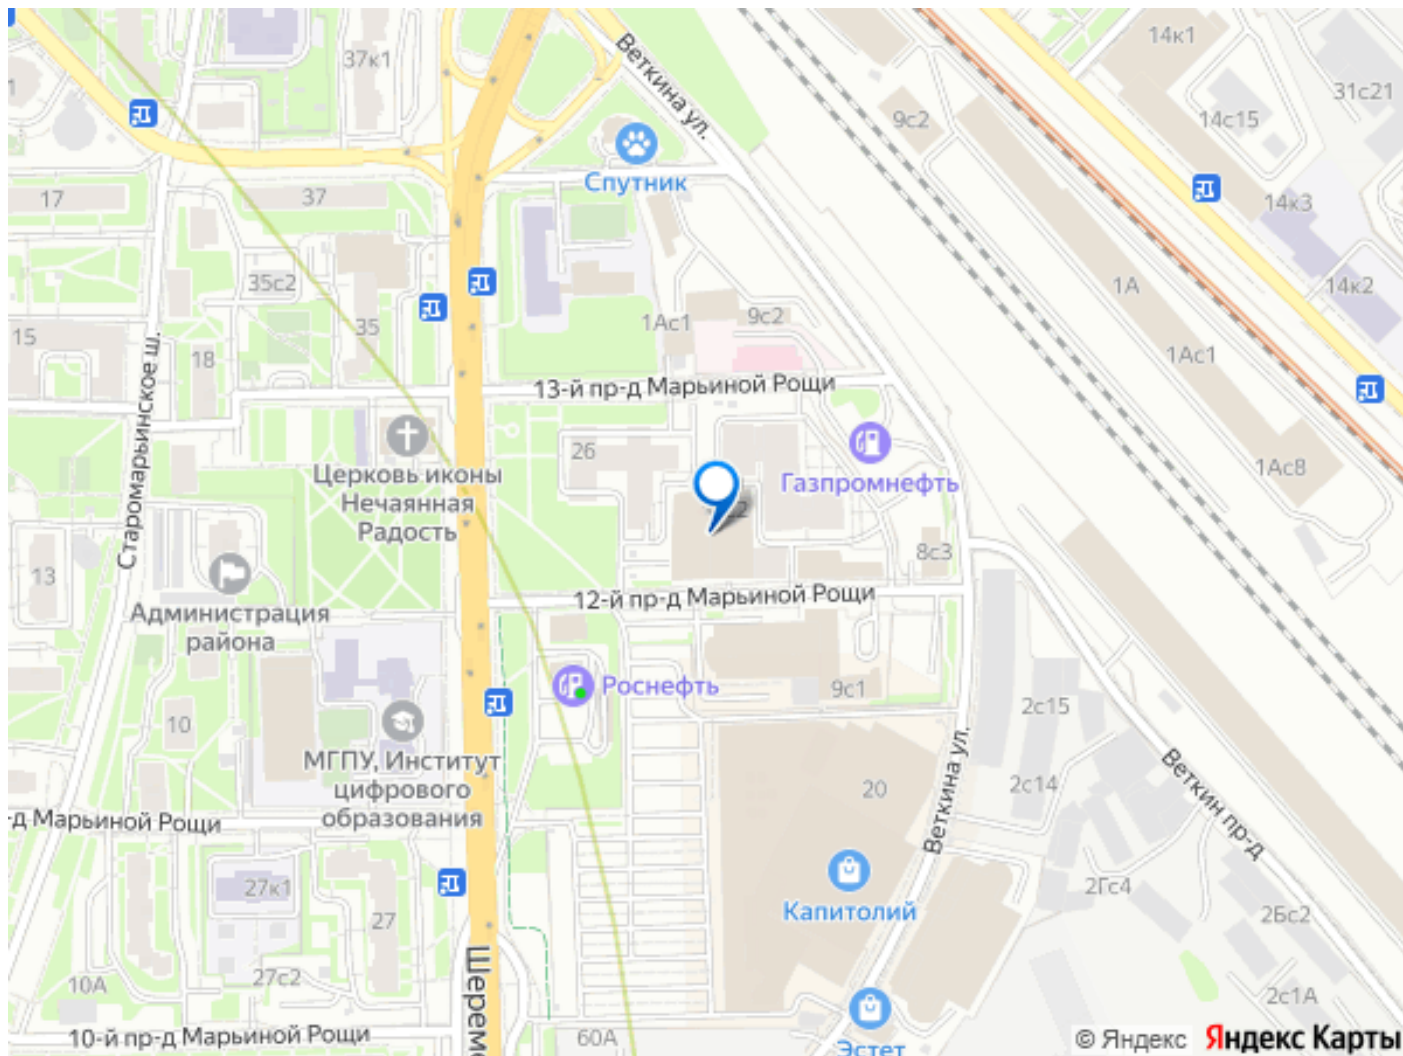 14к1
37к1
Веткина ул.
31с21
9с2
14с15
Спутник
17
37
14к3
35с2
1А
14к2
1Ас1
9с2
35
15
18
1Ас1
13-й пр-д Марьиной Рощи
Старомарьинское ш.
26
1Ас8
Церковь иконы
Нечаянная
Радость
Газпромнефть
8с3
13
12-й пр-д Марьиной Рощи
Администрация
района
Роснефть
9с1
2с15
10
МГПУ, Институт
цифрового
образования
20
2с14
Веткина ул.
Веткин пр-д
-д Марьиной Рощи
27к1
2Гс4
Капитолий
27
2Бс2
Шереме
27с2
10А
2с1А
10-й пр-д Марьиной Рощи
60А
Эстет
© Яндекс
Яндекс Карты